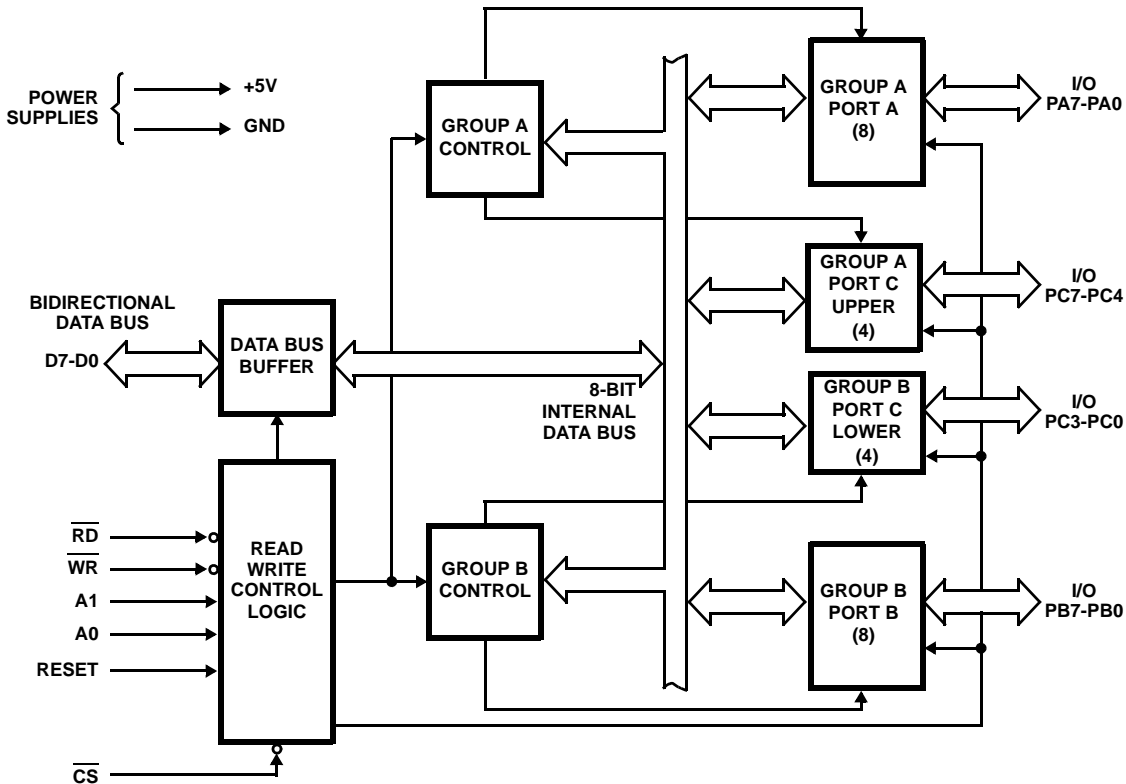 POWER
SUPPLIES
+5V
GND
GROUP A
CONTROL
GROUP A
PORT A
(8)
I/O
PA7-PA0
GROUP A
PORT C
UPPER
(4)
I/O
PC7-PC4
BIDIRECTIONAL
DATA BUS
D7-D0
DATA BUS
BUFFER
8-BIT
INTERNAL
DATA BUS
GROUP B
PORT C
LOWER
(4)
I/O
PC3-PC0
RD
WR
A1
A0
RESET
CS
READ
WRITE
CONTROL
LOGIC
GROUP B
CONTROL
GROUP B
PORT B
(8)
I/O
PB7-PB0